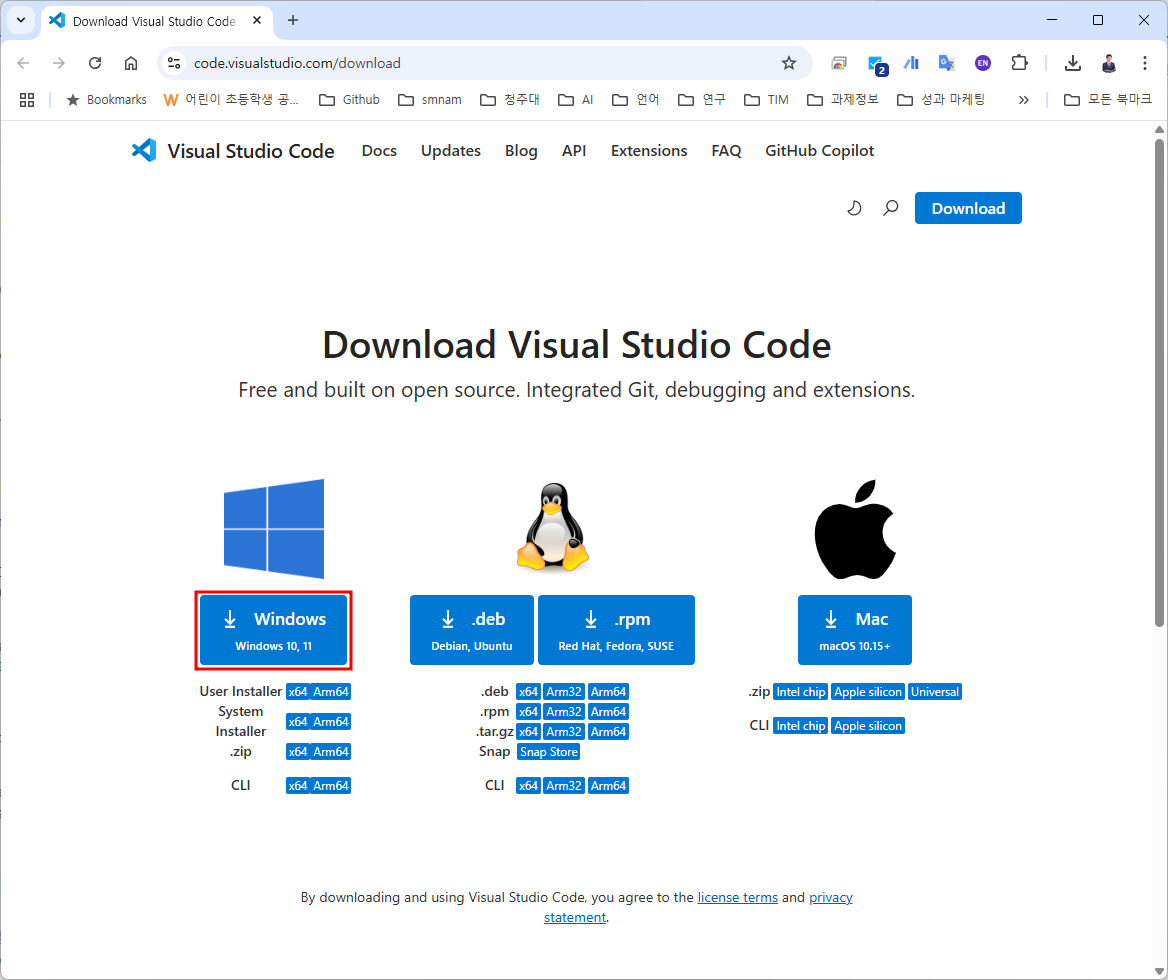 Download Visual Studio Code
code.visualstudio.com/download
2
EN
Bookmarks 어린이 초등학생 공... Github smnam 청주대 AI 언어 연구 TIM 과제정보 성과 마케팅 » 모든 북마크
Visual Studio Code Docs Updates Blog API Extensions FAQ GitHub Copilot
Download
Download Visual Studio Code
Free and built on open source. Integrated Git, debugging and extensions.
Windows
Windows 10, 11
User Installer x64 Arm64
System
Installer x64 Arm64
.zip x64 Arm64
CLI x64 Arm64
.deb
Debian, Ubuntu
.rpm
Red Hat, Fedora, SUSE
.deb x64 Arm32 Arm64
.rpm x64 Arm32 Arm64
.tar.gz x64 Arm32 Arm64
Snap Snap Store
CLI x64 Arm32 Arm64
Mac
macOS 10.15+
.zip Intel chip Apple silicon Universal
CLI Intel chip Apple silicon
By downloading and using Visual Studio Code, you agree to the license terms and privacy
statement.